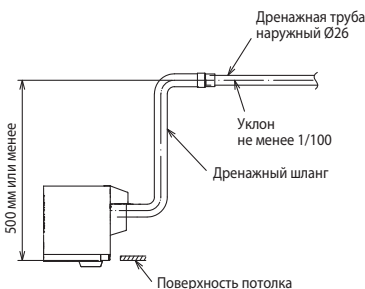 Дренажная труба
наружный Ø26
Уклон
не менее 1/100
Дренажный шланг
500 мм или менее
Поверхность потолка